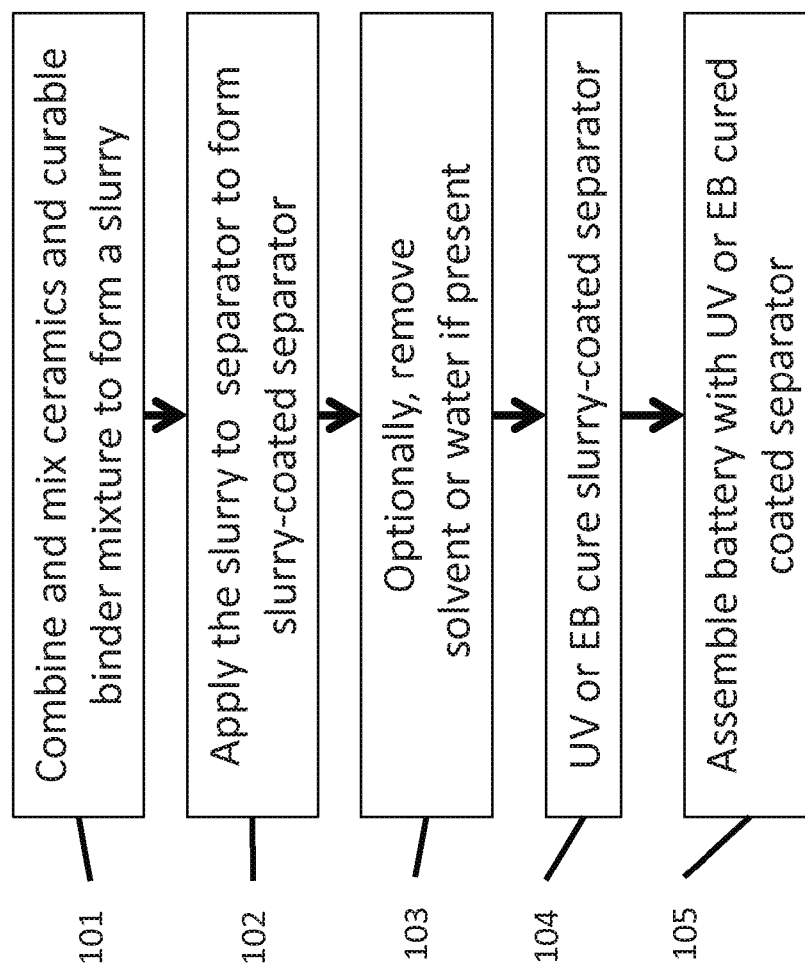 101
Combine and mix ceramics and curable
binder mixture to form a slurry
102
Apply the slurry to separator to form
slurry-coated separator
103
Optionally, remove
solvent or water if present
104
UV or EB cure slurry-coated separator
105
Assemble battery with UV or EB cured
coated separator